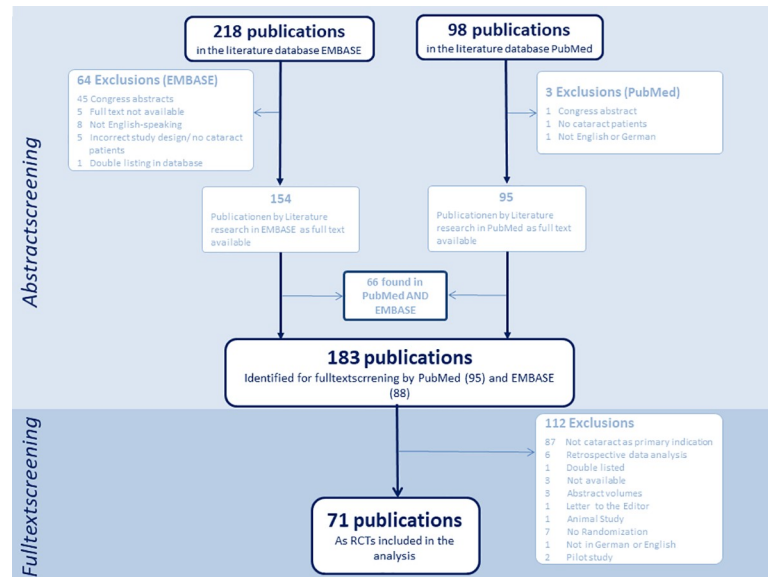 218 publications
in the literature database EMBASE
98 publications
in the literature database PubMed
64 Exclusions (EMBASE)
45 Congress abstracts
5 Full text not available
8 Not English-speaking
5 Incorrect study design/ no cataract
patients
1 Double listing in database
3 Exclusions (PubMed)
1 Congress abstract
1 No cataract patients
1 Not English or German
Abstractscreening
154
Publicationen by Literature
research in EMBASE as full text
available
95
Publicationen by Literature
research in PubMed as full text
available
66 found in
PubMed AND
EMBASE
183 publications
Identified for fulltextscrrening by PubMed (95) and EMBASE
(88)
Fulltextscreening
112 Exclusions
87 Not cataract as primary indication
6 Retrospective data analysis
1 Double listed
3 Not available
3 Abstract volumes
1 Letter to the Editor
1 Animal Study
7 No Randomization
1 Not in German or English
2 Pilot study
71 publications
As RCTs included in the
analysis